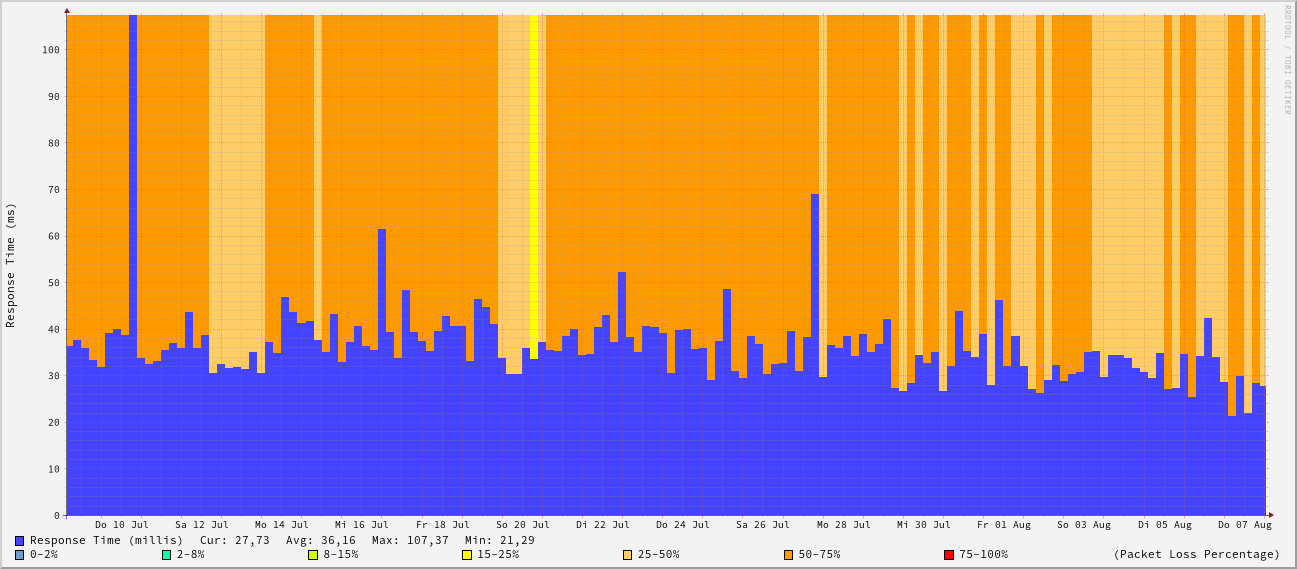 RRDTOOL / TOBI OETIKER
Response Time (ms)
100
90
80
70
60
50
40
30
20
10
0
Do 10 Jul Sa 12 Jul Mo 14 Jul Mi 16 Jul Fr 18 Jul So 20 Jul Di 22 Jul Do 24 Jul Sa 26 Jul Mo 28 Jul Mi 30 Jul Fr 01 Aug So 03 Aug Di 05 Aug Do 07 Aug
Response Time (millis) Cur: 27,73 Avg: 36,16 Max: 107,37 Min: 21,29
0-2% 2-8% 8-15% 15-25% 25-50% 50-75% 75-100% (Packet Loss Percentage)